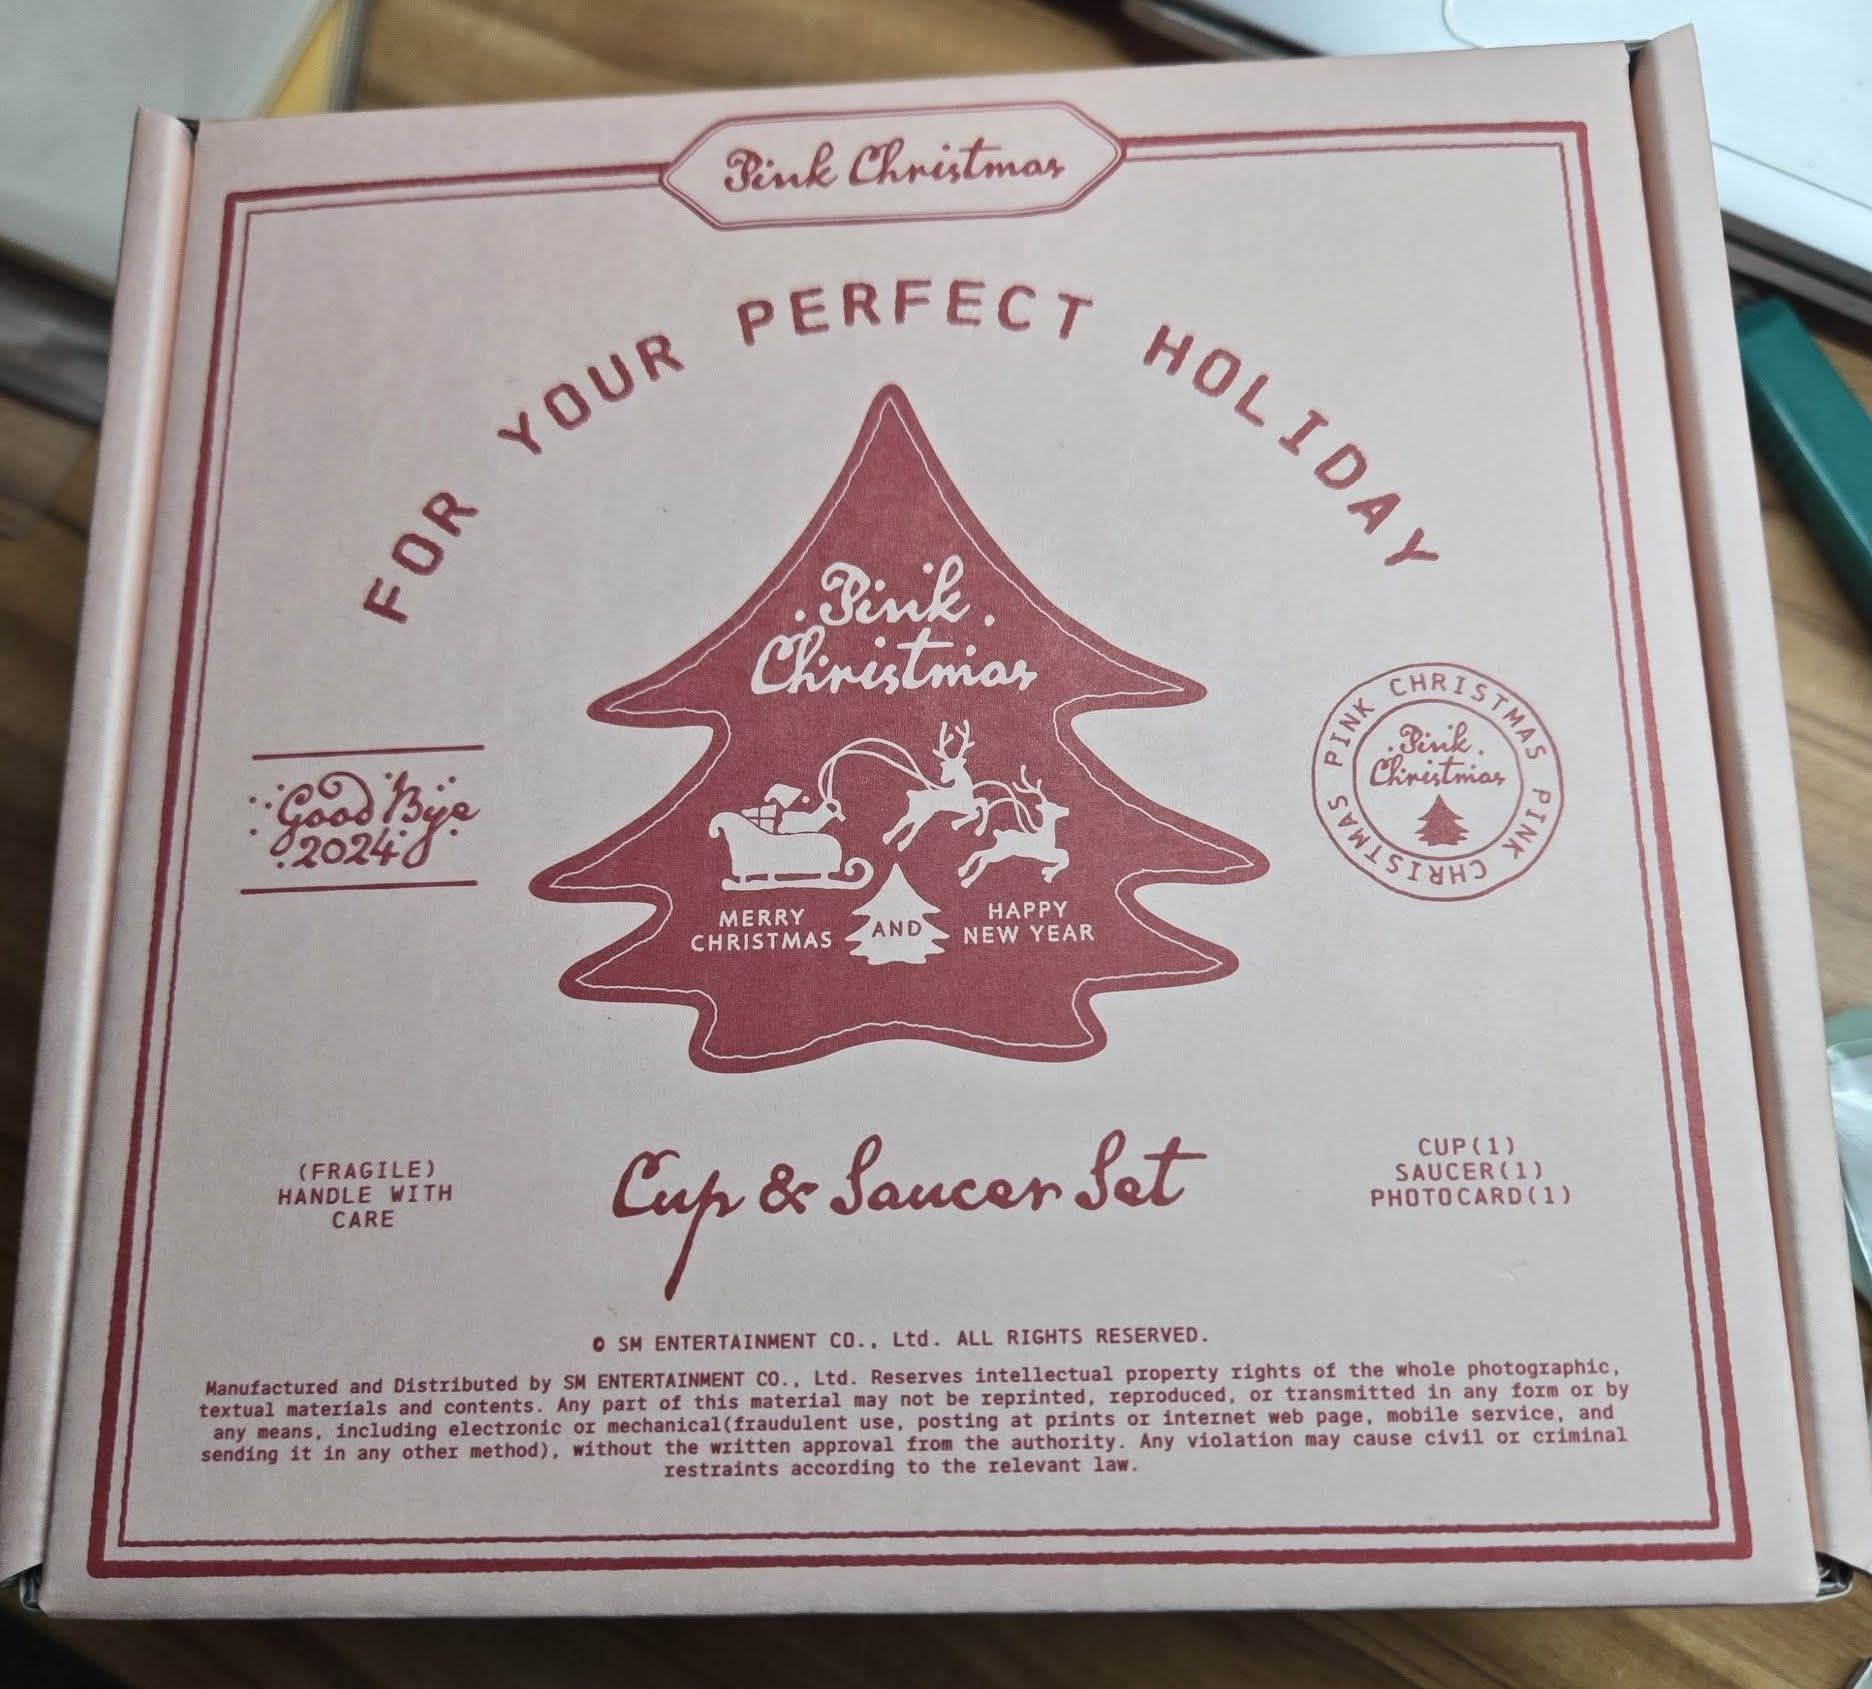 Pink Christmas
FOR YOUR PERFECT HOLIDAY
Pink
Christmas
MERRY
CHRISTMAS
AND
HAPPY
NEW YEAR
Good Bye
2024
PINK CHRISTMAS PINK CHRISTMAS
Pink
Christmas
(FRAGILE)
HANDLE WITH
CARE
Cup & Saucer Set
CUP(1)
SAUCER(1)
PHOTOCARD(1)
© SM ENTERTAINMENT CO., Ltd. ALL RIGHTS RESERVED.
Manufactured and Distributed by SM ENTERTAINMENT CO., Ltd. Reserves intellectual property rights of the whole photographic,
textual materials and contents. Any part of this material may not be reprinted, reproduced, or transmitted in any form or by
any means, including electronic or mechanical(fraudulent use, posting at prints or internet web page, mobile service, and
sending it in any other method), without the written approval from the authority. Any violation may cause civil or criminal
restraints according to the relevant law.